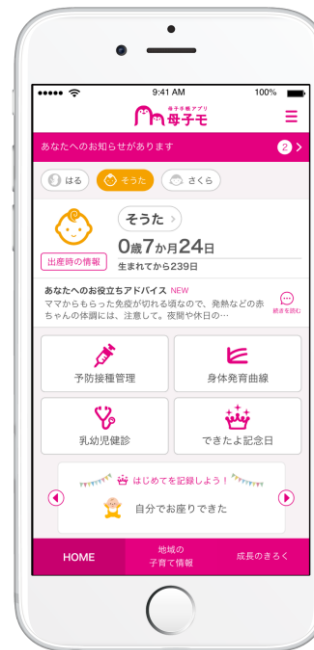 9:41 AM
100%
母子手帳アプリ
母子モ
あなたへのお知らせがあります
2
はる
そうた
さくら
そうた
0歳7か月24日
出産時の情報
生まれてから239日
あなたへのお役立ちアドバイス NEW
ママからもらった免疫が切れる頃なので、発熱などの赤
ちゃんの体調には、注意して。夜間や休日の…
続きを読む
予防接種管理
身体発育曲線
乳幼児健診
できたよ記念日
はじめてを記録しよう!
自分でお座りできた
HOME
地域の
子育て情報
成長のきろく